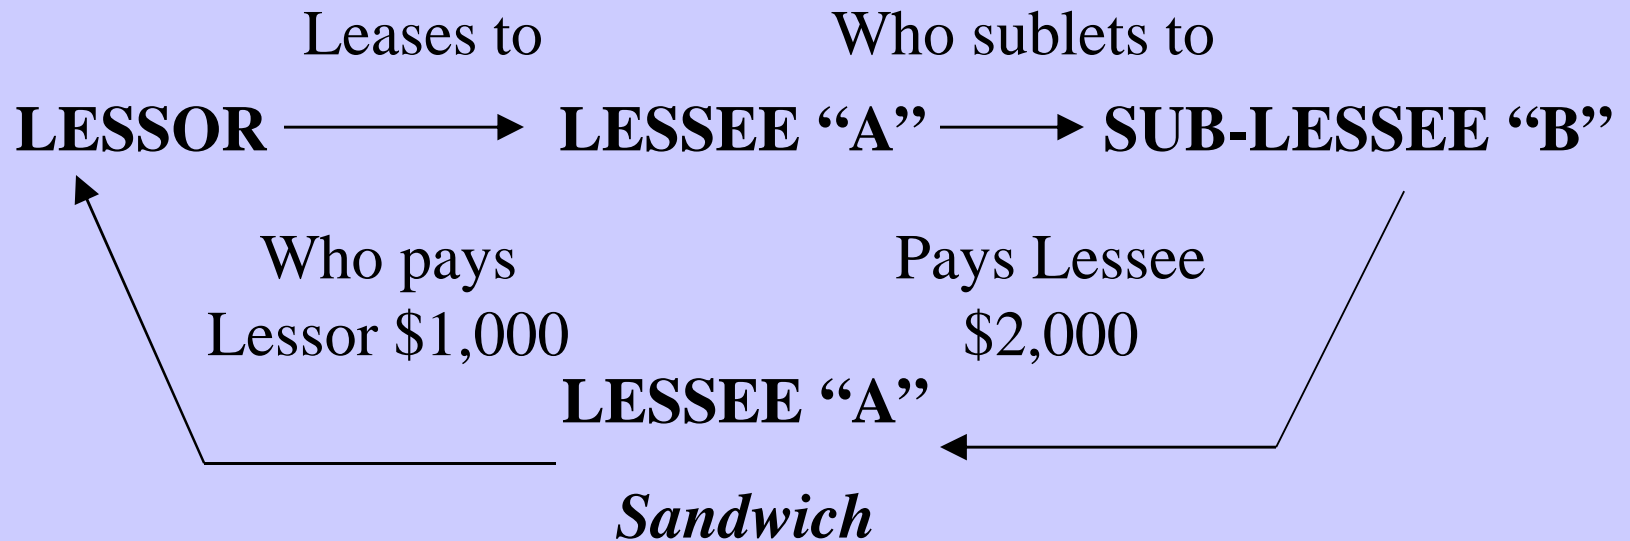 Leases to Who sublets to
LESSOR LESSEE “A” SUB-LESSEE “B”
Who pays Pays Lessee
Lessor $1,000 $2,000
LESSEE “A”
Sandwich